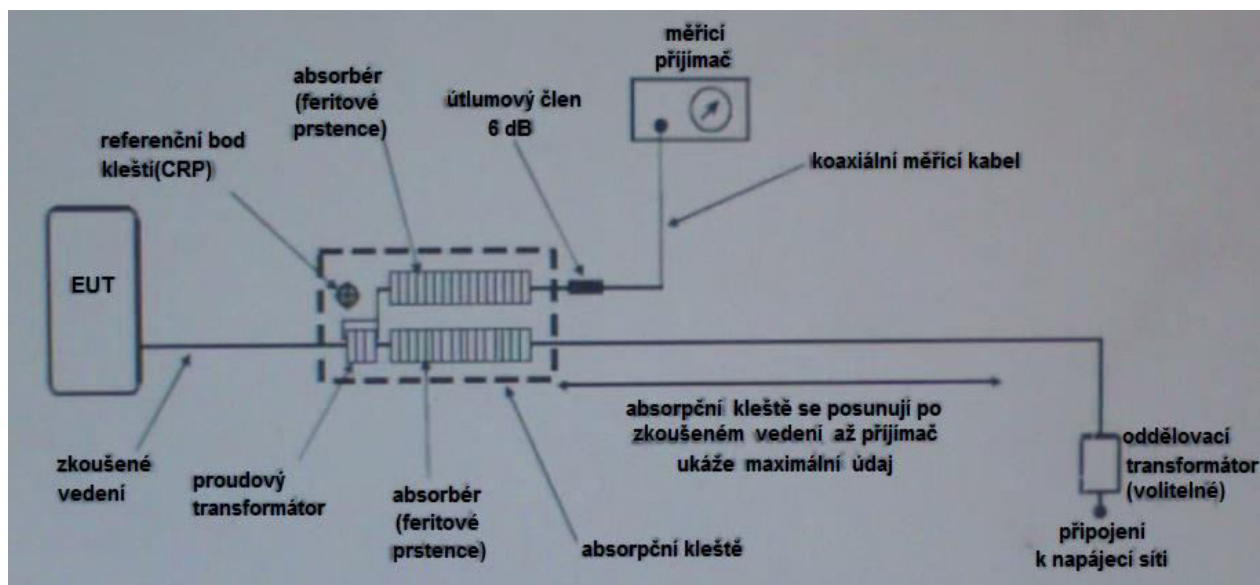 měřicí
příjímač
absorbér
(feritové
prstence)
útlumový člen
6 dB
referenční bod
kleští(CRP)
koaxiální měřicí kabel
EUT
absorpční kleště se posunují po
zkoušeném vedení až příjímač
ukáže maximální údaj
zkoušené
vedení
proudový
transformátor
absorbér
(feritové
prstence)
absorpční kleště
oddělovací
transformátor
(volitelné)
připojení
k napájecí síti